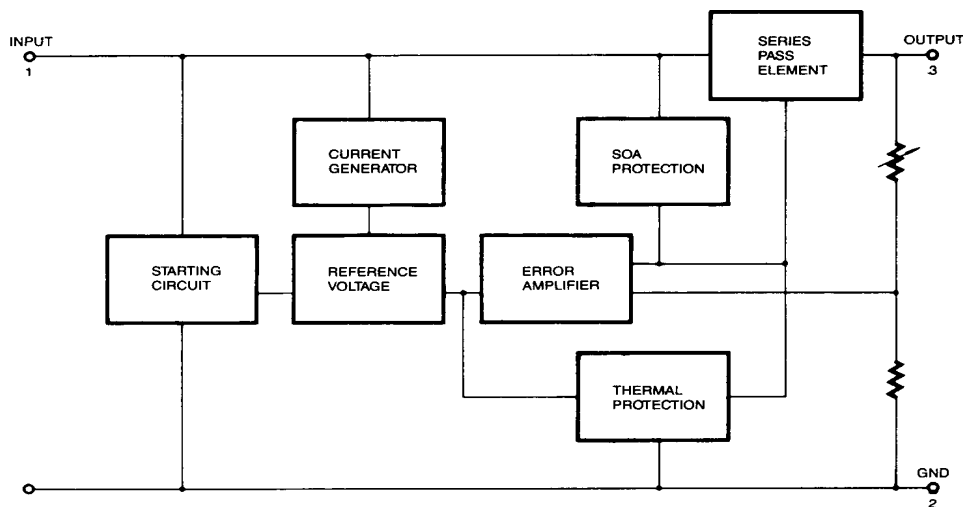 INPUT
1
SERIES
PASS
ELEMENT
OUTPUT
3
CURRENT
GENERATOR
SOA
PROTECTION
STARTING
CIRCUIT
REFERENCE
VOLTAGE
ERROR
AMPLIFIER
THERMAL
PROTECTION
GND
2